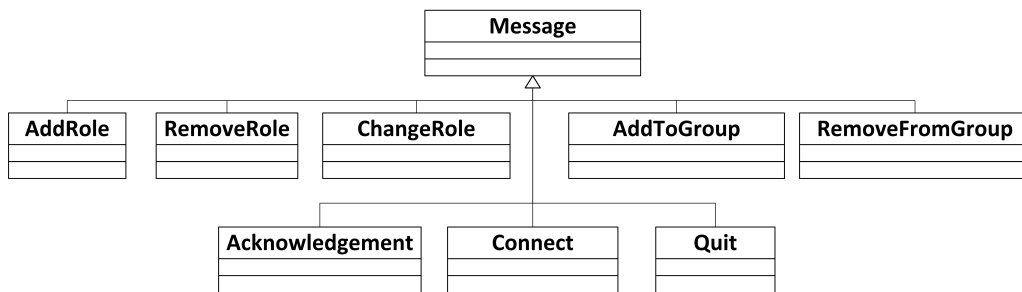 Message
AddRole RemoveRole ChangeRole AddToGroup RemoveFromGroup
Acknowledgement Connect Quit